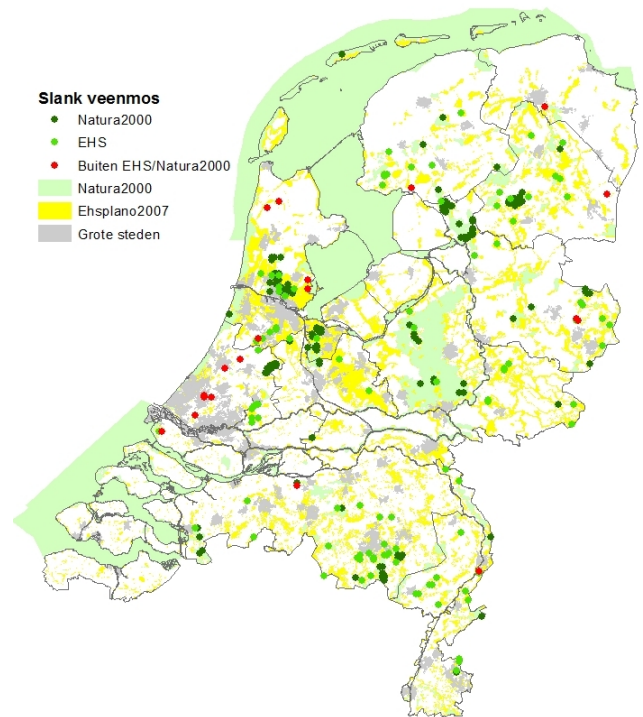 Slank veenmos
Natura2000
EHS
Buiten EHS/Natura2000
Natura2000
Ehsplano2007
Grote steden